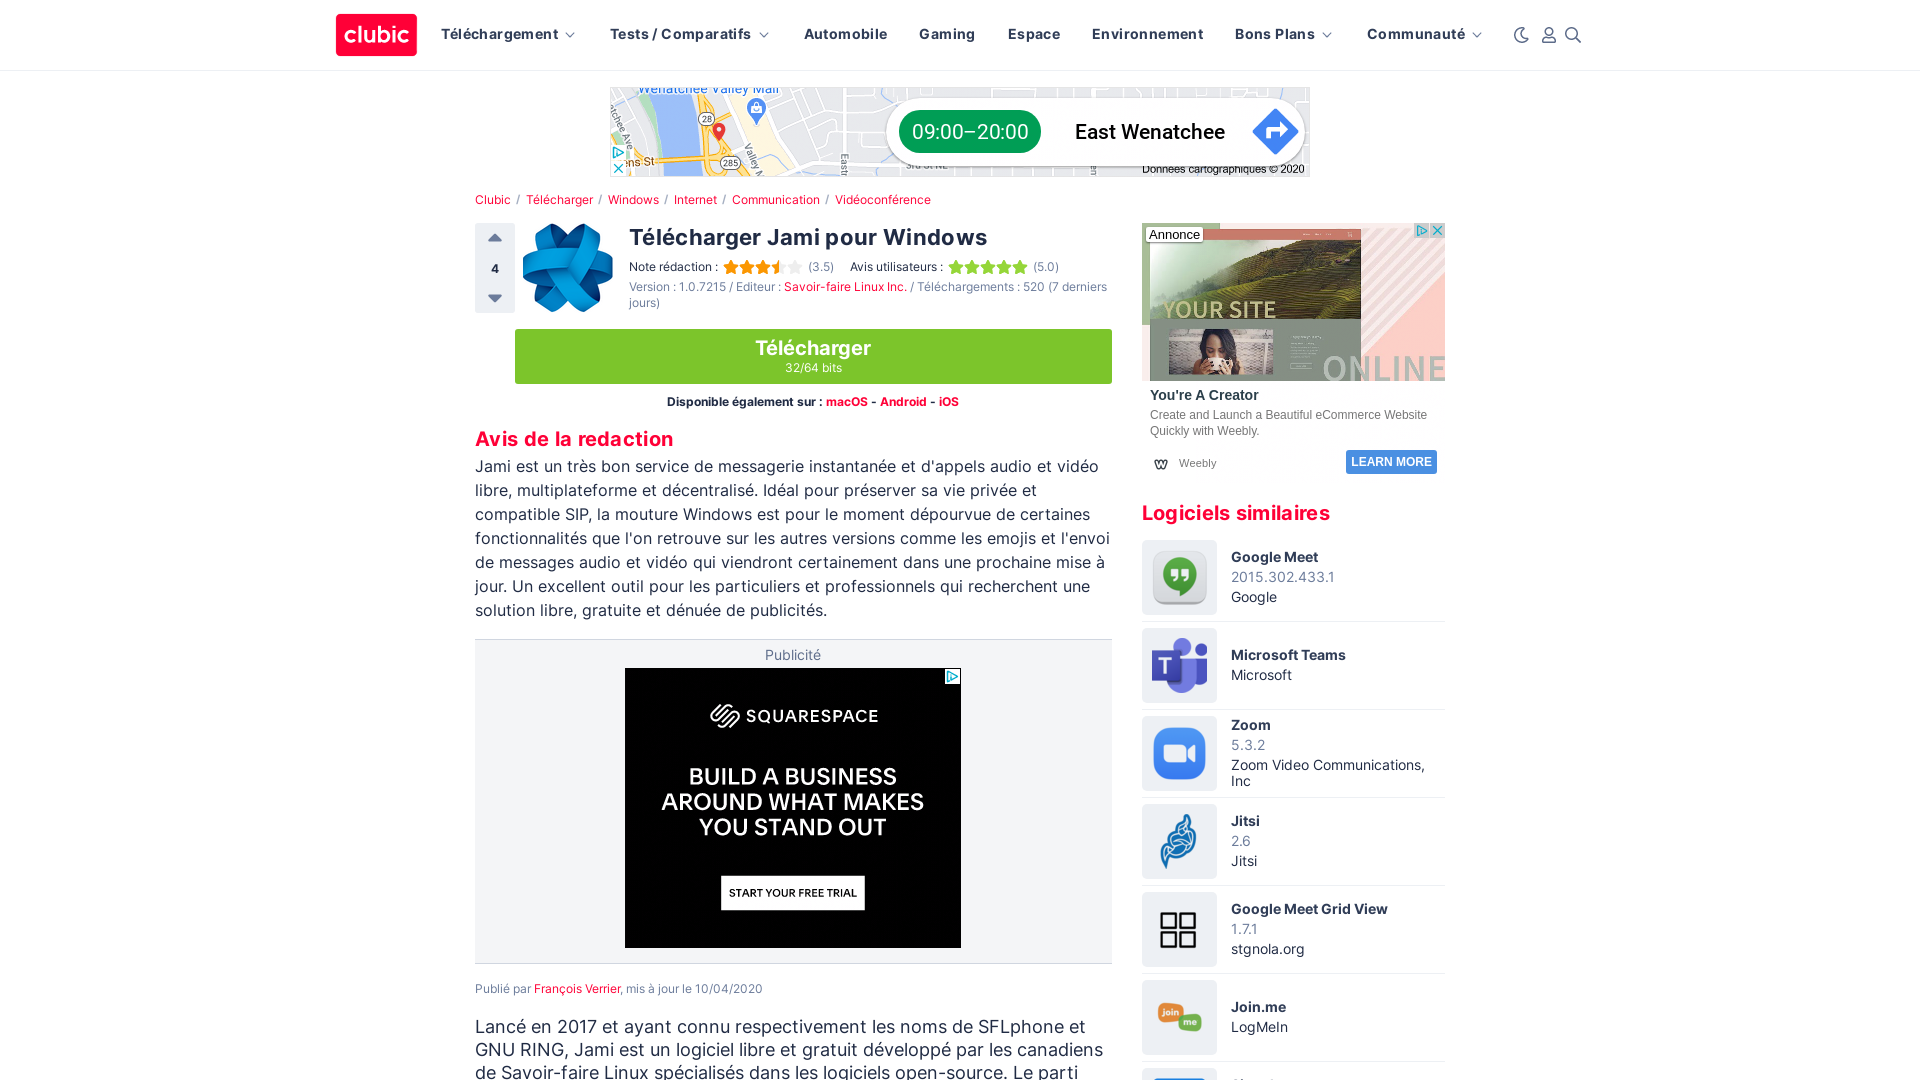 clubic
Téléchargement
Tests / Comparatifs
Automobile
Gaming
Espace
Environnement
Bons Plans
Communauté
Wenatchee Valley Mall
28
285
09:00–20:00
East Wenatchee
Données cartographiques © 2020
Clubic / Télécharger / Windows / Internet / Communication / Vidéoconférence
4
Télécharger Jami pour Windows
Note rédaction : (3.5) Avis utilisateurs : (5.0)
Version : 1.0.7215 / Editeur : Savoir-faire Linux Inc. / Téléchargements : 520 (7 derniers
jours)
Télécharger
32/64 bits
Disponible également sur : macOS - Android - iOS
Avis de la redaction
Jami est un très bon service de messagerie instantanée et d'appels audio et vidéo
libre, multiplateforme et décentralisé. Idéal pour préserver sa vie privée et
compatible SIP, la mouture Windows est pour le moment dépourvue de certaines
fonctionnalités que l'on retrouve sur les autres versions comme les emojis et l'envoi
de messages audio et vidéo qui viendront certainement dans une prochaine mise à
jour. Un excellent outil pour les particuliers et professionnels qui recherchent une
solution libre, gratuite et dénuée de publicités.
Publicité
SQUARESPACE
BUILD A BUSINESS
AROUND WHAT MAKES
YOU STAND OUT
START YOUR FREE TRIAL
Publié par François Verrier, mis à jour le 10/04/2020
Lancé en 2017 et ayant connu respectivement les noms de SFLphone et
GNU RING, Jami est un logiciel libre et gratuit développé par les canadiens
de Savoir-faire Linux spécialisés dans les logiciels open-source. Le parti
Annonce
YOUR SITE
ONLINE
You're A Creator
Create and Launch a Beautiful eCommerce Website
Quickly with Weebly.
Weebly
LEARN MORE
Logiciels similaires
Google Meet
2015.302.433.1
Google
Microsoft Teams
Microsoft
Zoom
5.3.2
Zoom Video Communications,
Inc
Jitsi
2.6
Jitsi
Google Meet Grid View
1.7.1
stgnola.org
join
me
Join.me
LogMeIn